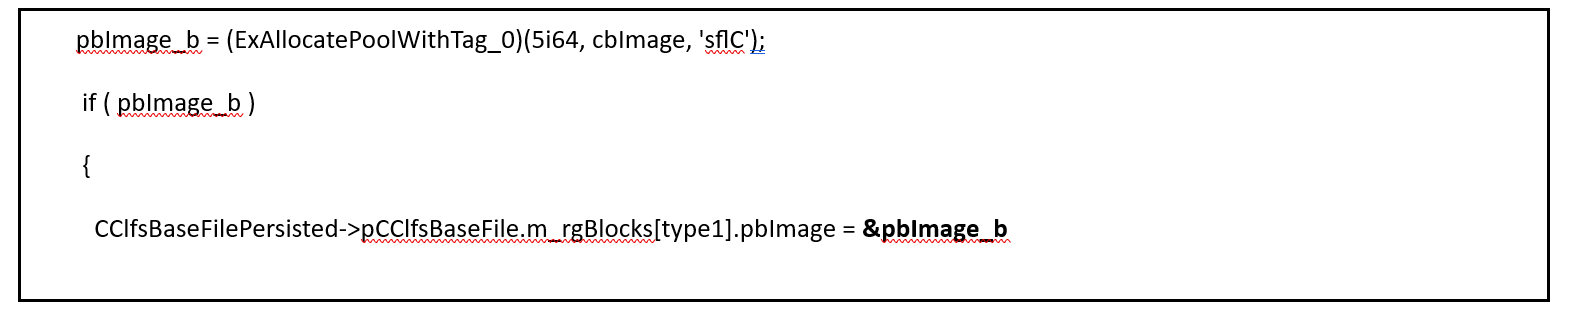 pbImage_b = (ExAllocatePoolWithTag_0)(5i64, cbImage, 'sflC');
if ( pbImage_b )
{
CClfsBaseFilePersisted->pCClfsBaseFile.m_rgBlocks[type1].pbImage = &pbImage_b